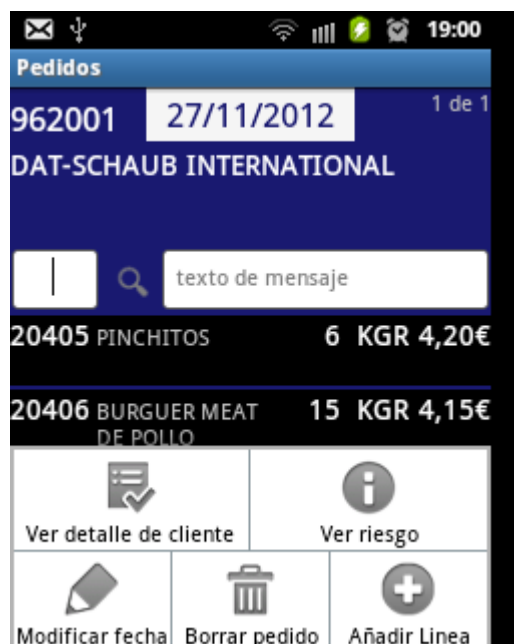 19:00
Pedidos
962001 27/11/2012 1 de 1
DAT-SCHAUB INTERNATIONAL
texto de mensaje
20405 PINCHITOS 6 KGR 4,20€
20406 BURGUER MEAT 15 KGR 4,15€
DE POLLO
Ver detalle de cliente Ver riesgo
Modificar fecha Borrar pedido Añadir Linea